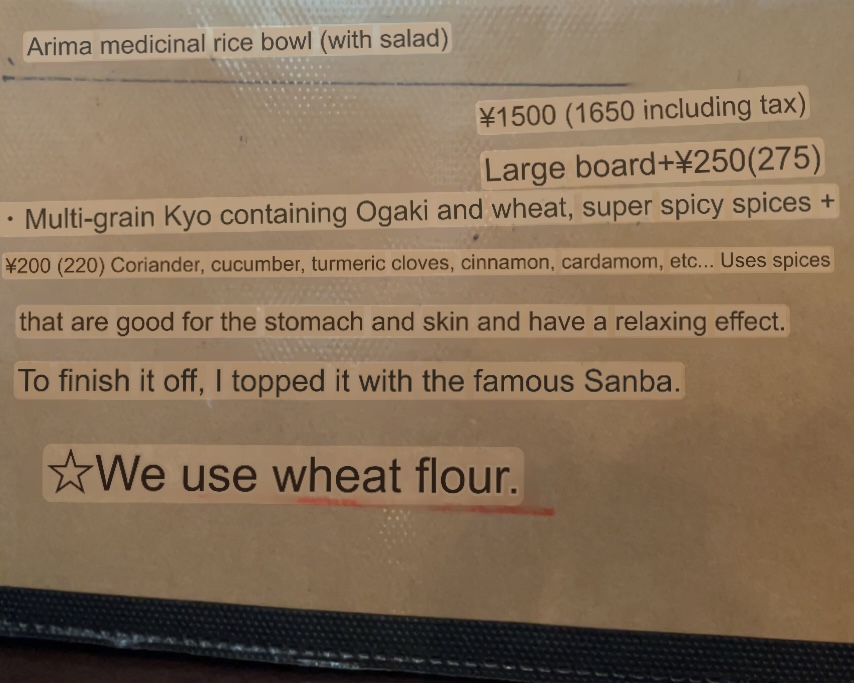 Arima medicinal rice bowl (with salad)
¥1500 (1650 including tax)
Large board+¥250(275)
· Multi-grain Kyo containing Ogaki and wheat, super spicy spices +
¥200 (220) Coriander, cucumber, turmeric cloves, cinnamon, cardamom, etc... Uses spices
that are good for the stomach and skin and have a relaxing effect.
To finish it off, I topped it with the famous Sanba.
☆We use wheat flour.